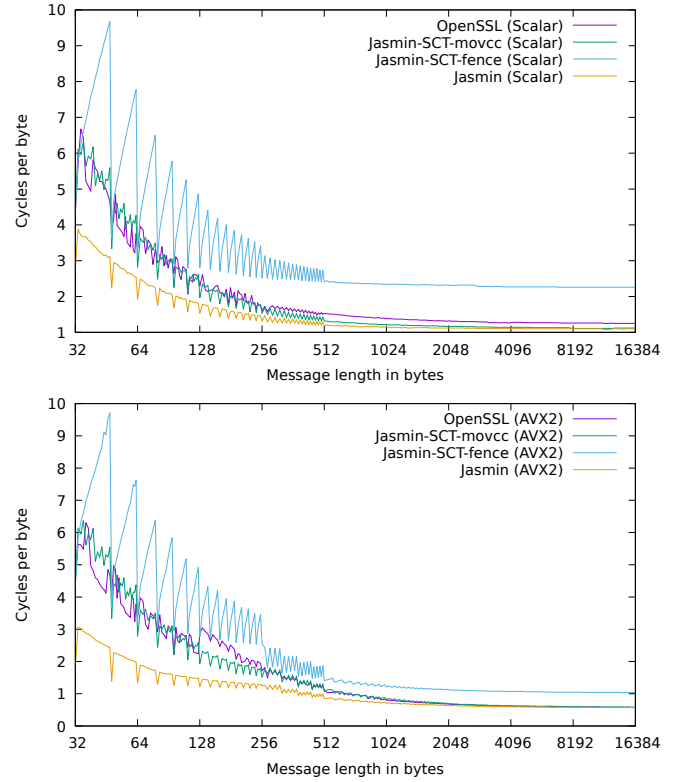 10
9
8
7
6
5
4
3
2
1
Cycles per byte
OpenSSL (Scalar)
Jasmin-SCT-movcc (Scalar)
Jasmin-SCT-fence (Scalar)
Jasmin (Scalar)
32 64 128 256 512 1024 2048 4096 8192 16384
Message length in bytes
10
9
8
7
6
5
4
3
2
1
0
Cycles per byte
OpenSSL (AVX2)
Jasmin-SCT-movcc (AVX2)
Jasmin-SCT-fence (AVX2)
Jasmin (AVX2)
32 64 128 256 512 1024 2048 4096 8192 16384
Message length in bytes